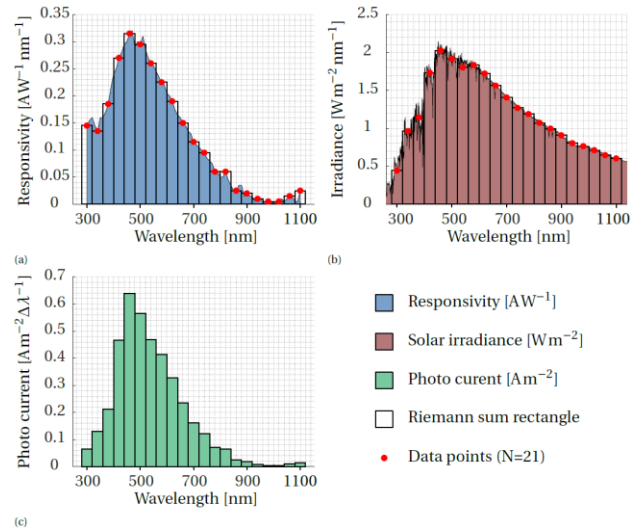 0.35
0.3
0.25
0.2
0.15
0.1
0.05
0
Responsivity [AW⁻¹ nm⁻¹]
300 500 700 900 1100
Wavelength [nm]
(a)
2.5
2
1.5
1
0.5
0
Irradiance [Wm⁻² nm⁻¹]
300 500 700 900 1100
Wavelength [nm]
(b)
0.7
0.6
0.5
0.4
0.3
0.2
0.1
0
Photo current [Am⁻²Δλ⁻¹]
300 500 700 900 1100
Wavelength [nm]
(c)
Responsivity [AW⁻¹]
Solar irradiance [Wm⁻²]
Photo curent [Am⁻²]
Riemann sum rectangle
Data points (N=21)